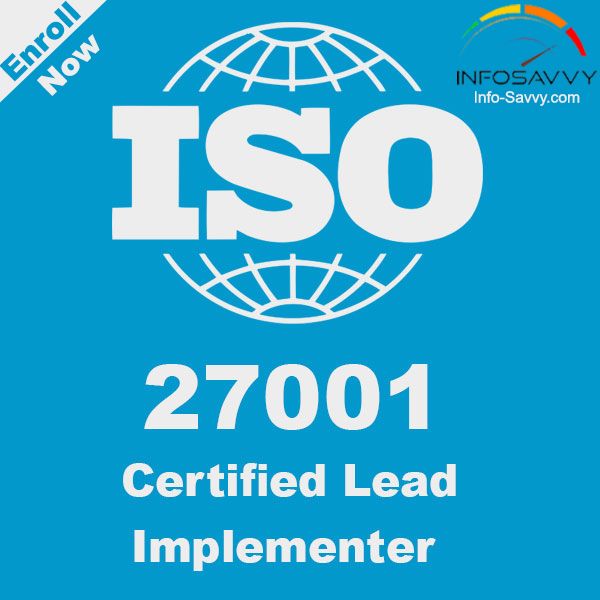 Enroll
Now
INFOSAVVY
Info-Savvy.com
ISO
27001
Certified Lead
Implementer